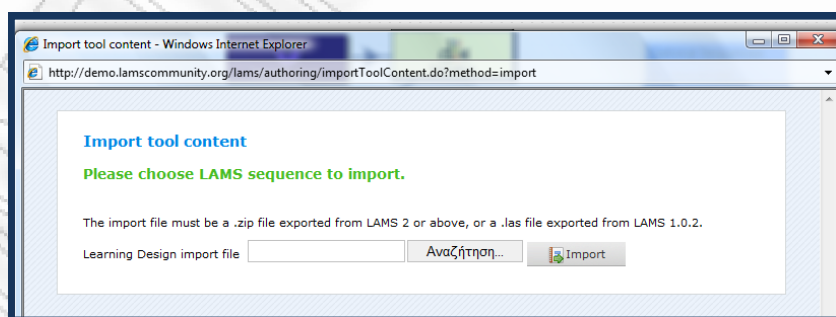 Import tool content - Windows Internet Explorer
http://demo.lamscommunity.org/lams/authoring/importToolContent.do?method=import
Import tool content
Please choose LAMS sequence to import.
The import file must be a .zip file exported from LAMS 2 or above, or a .las file exported from LAMS 1.0.2.
Learning Design import file Αναζήτηση... Import